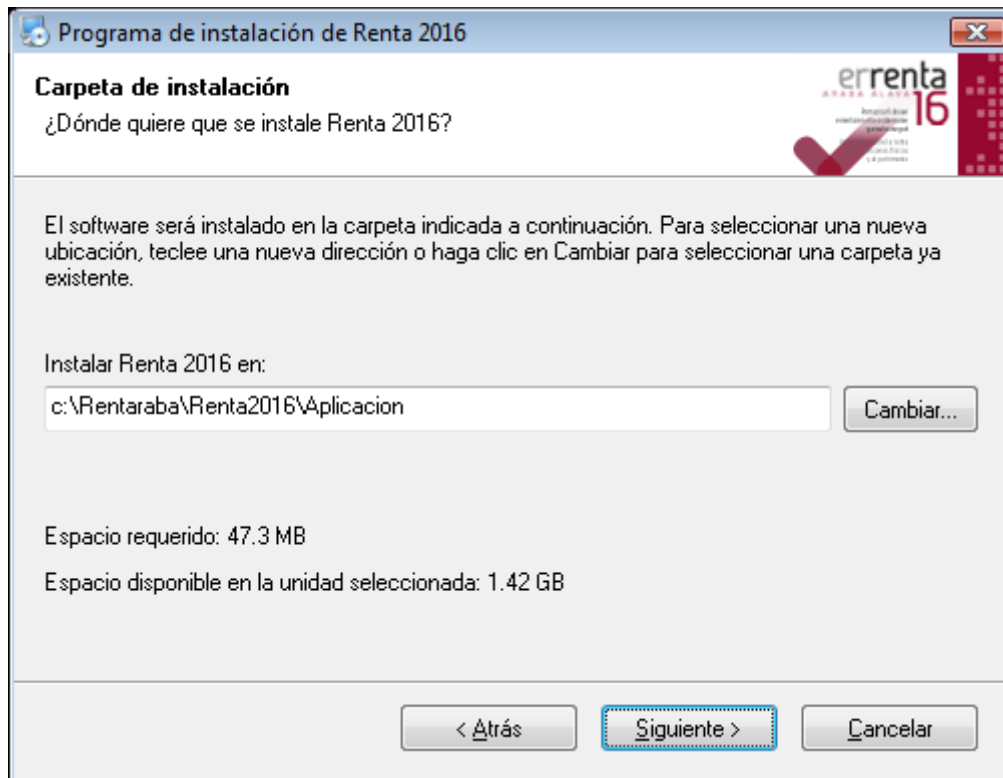 Programa de instalación de Renta 2016
Carpeta de instalación
¿Dónde quiere que se instale Renta 2016?
errenta
ARABA ALAVA
16
El software será instalado en la carpeta indicada a continuación. Para seleccionar una nueva
ubicación, teclee una nueva dirección o haga clic en Cambiar para seleccionar una carpeta ya
existente.
Instalar Renta 2016 en:
c:\Rentaraba\Renta2016\Aplicacion
Cambiar...
Espacio requerido: 47.3 MB
Espacio disponible en la unidad seleccionada: 1.42 GB
< Atrás
Siguiente >
Cancelar